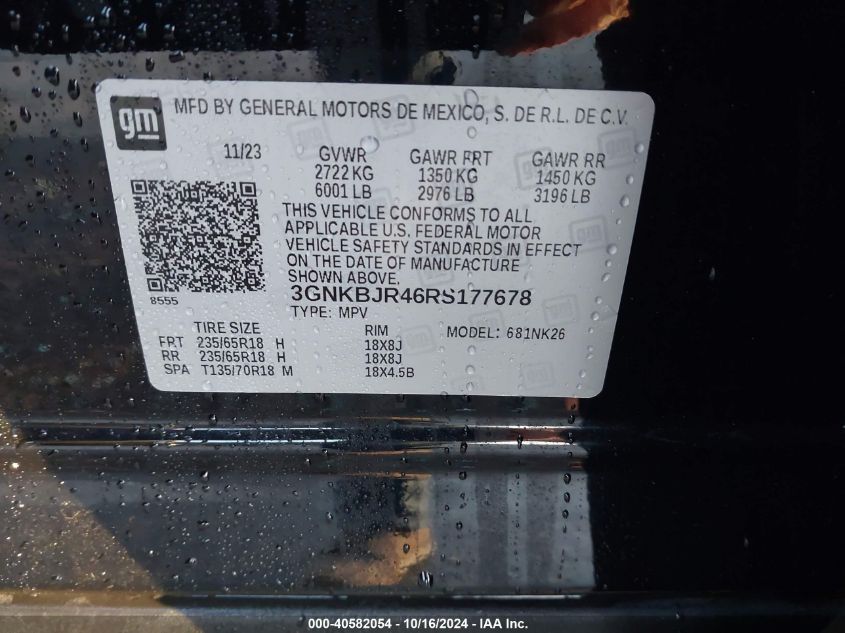 gm MFD BY GENERAL MOTORS DE MEXICO, S. DE R.L. DE C.V.
11/23 GVWR GAWR FRT GAWR RR
2722 KG 1350 KG 1450 KG
6001 LB 2976 LB 3196 LB
THIS VEHICLE CONFORMS TO ALL
APPLICABLE U.S. FEDERAL MOTOR
VEHICLE SAFETY STANDARDS IN EFFECT
ON THE DATE OF MANUFACTURE
SHOWN ABOVE.
8555 3GNKBJR46RS177678
TYPE: MPV
TIRE SIZE RIM MODEL: 681NK26
FRT 235/65R18 H 18X8J
RR 235/65R18 H 18X8J
SPA T135/70R18 M 18X4.5B
000-40582054 - 10/16/2024 - IAA Inc.